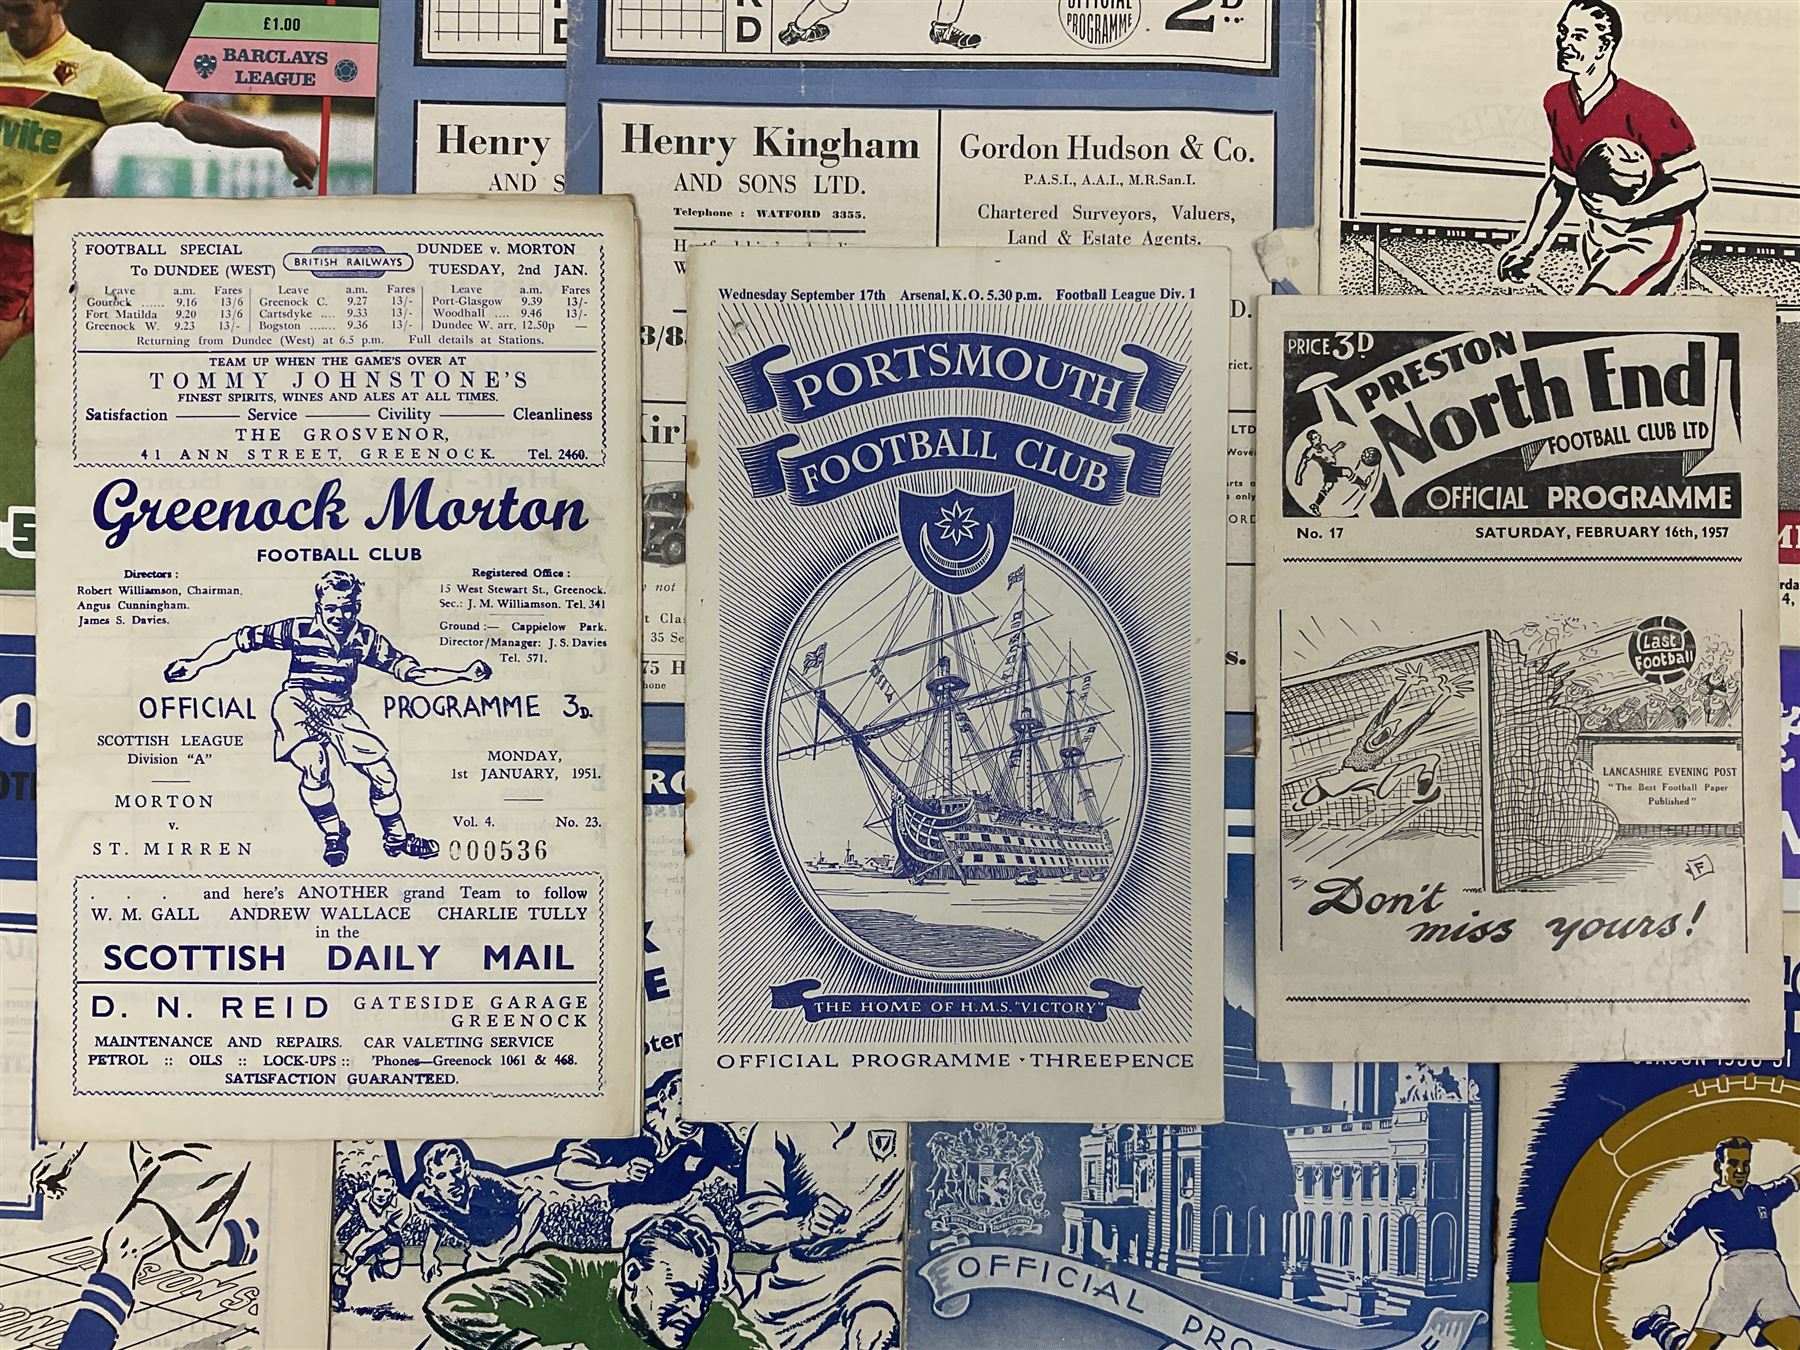 £1.00
BARCLAYS
LEAGUE
OFFICIAL
PROGRAMME
2D
D
D
Henry
AND S
Henry Kingham
AND SONS LTD.
Telephone : WATFORD 3355.
Gordon Hudson & Co.
P.A.S.I., A.A.I., M.R.San.I.
Chartered Surveyors, Valuers,
Land & Estate Agents.
FOOTBALL SPECIAL
To DUNDEE (WEST)
BRITISH RAILWAYS
DUNDEE v. MORTON
TUESDAY, 2nd JAN.
Leave a.m. Fares Leave a.m. Fares Leave a.m. Fares
Gourock ...... 9.16 13/6 Greenock C. 9.27 13/- Port-Glasgow 9.39 13/-
Fort Matilda 9.20 13/6 Cartsdyke .... 9.33 13/- Woodhall .... 9.46 13/-
Greenock W. 9.23 13/- Bogston ....... 9.36 13/- Dundee W. arr. 12.50p —
Returning from Dundee (West) at 6.5 p.m. Full details at Stations.
TEAM UP WHEN THE GAME'S OVER AT
TOMMY JOHNSTONE'S
FINEST SPIRITS, WINES AND ALES AT ALL TIMES.
Satisfaction —— Service —— Civility —— Cleanliness
THE GROSVENOR,
41 ANN STREET, GREENOCK. Tel. 2460.
Greenock Morton
FOOTBALL CLUB
Directors :
Robert Williamson, Chairman.
Angus Cunningham.
James S. Davies.
Registered Office :
15 West Stewart St., Greenock.
Sec.: J. M. Williamson. Tel. 341
Ground :— Cappielow Park.
Director/Manager: J. S. Davies
Tel. 571.
OFFICIAL PROGRAMME 3D.
SCOTTISH LEAGUE
Division "A"
MORTON
v.
ST. MIRREN
MONDAY,
1st JANUARY, 1951.
Vol. 4. No. 23.
000536
. . . and here's ANOTHER grand Team to follow
W. M. GALL ANDREW WALLACE CHARLIE TULLY
in the
SCOTTISH DAILY MAIL
D. N. REID GATESIDE GARAGE
GREENOCK
MAINTENANCE AND REPAIRS. CAR VALETING SERVICE
PETROL :: OILS :: LOCK-UPS :: 'Phones—Greenock 1061 & 468.
SATISFACTION GUARANTEED.
Wednesday September 17th Arsenal, K.O. 5.30 p.m. Football League Div. 1
PORTSMOUTH
FOOTBALL CLUB
THE HOME OF H.M.S. "VICTORY"
OFFICIAL PROGRAMME · THREEPENCE
PRICE 3D
PRESTON
North End
FOOTBALL CLUB LTD
OFFICIAL PROGRAMME
No. 17 SATURDAY, FEBRUARY 16th, 1957
Last
Football
LANCASHIRE EVENING POST
"The Best Football Paper
Published"
F
Don't
miss yours!
OFFICIAL